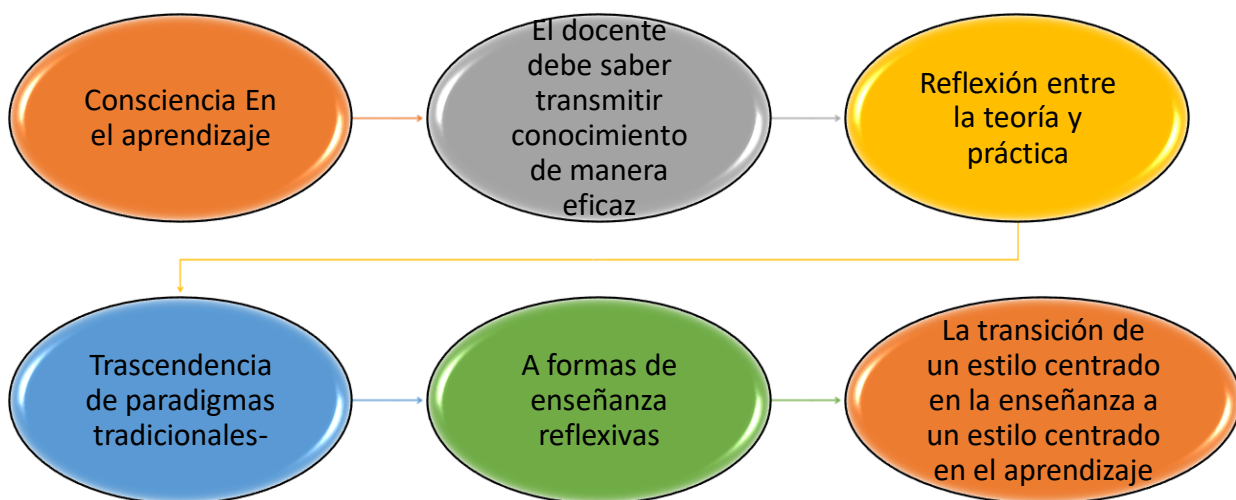 Consciencia En
el aprendizaje
El docente
debe saber
transmitir
conocimiento
de manera
eficaz
Reflexión entre
la teoría y
práctica
Trascendencia
de paradigmas
tradicionales-
A formas de
enseñanza
reflexivas
La transición de
un estilo centrado
en la enseñanza a
un estilo centrado
en el aprendizaje